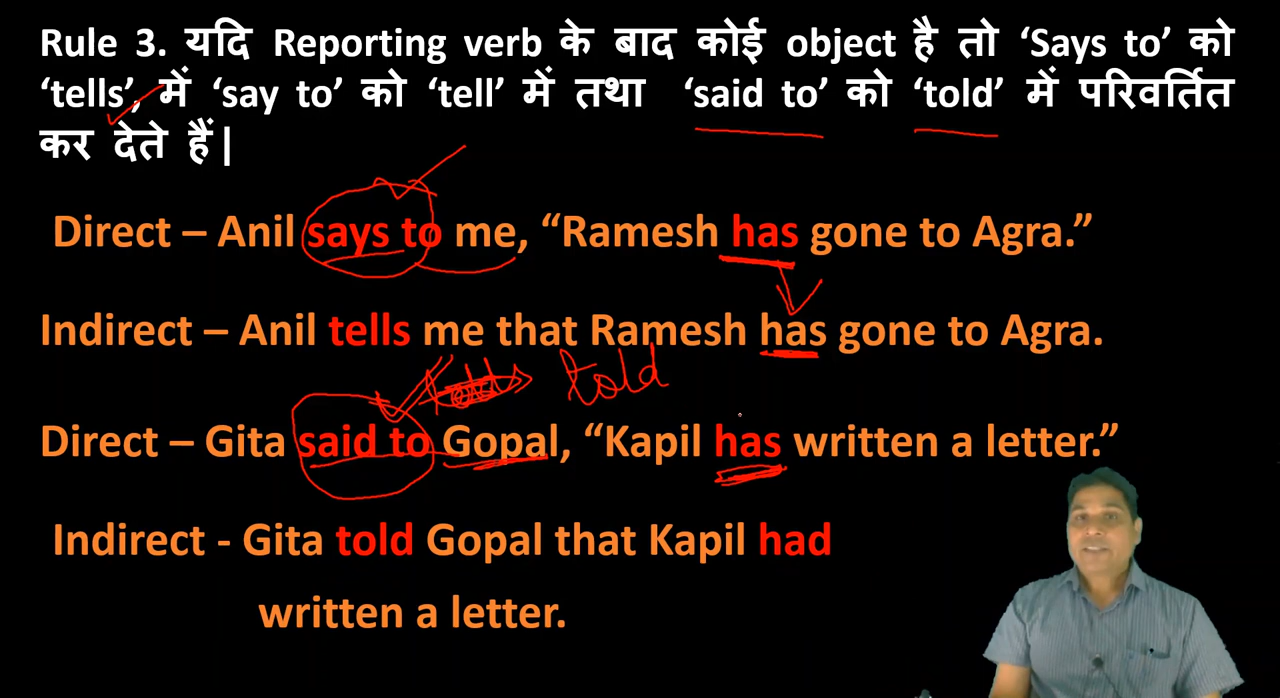 Rule 3. यदि Reporting verb के बाद कोई object है तो ‘Says to’ को
‘tells’, में ‘say to’ को ‘tell’ में तथा ‘said to’ को ‘told’ में परिवर्तित
कर देते हैं|
Direct – Anil says to me, “Ramesh has gone to Agra.”
Indirect – Anil tells me that Ramesh has gone to Agra.
told
Direct – Gita said to Gopal, “Kapil has written a letter.”
Indirect - Gita told Gopal that Kapil had
written a letter.